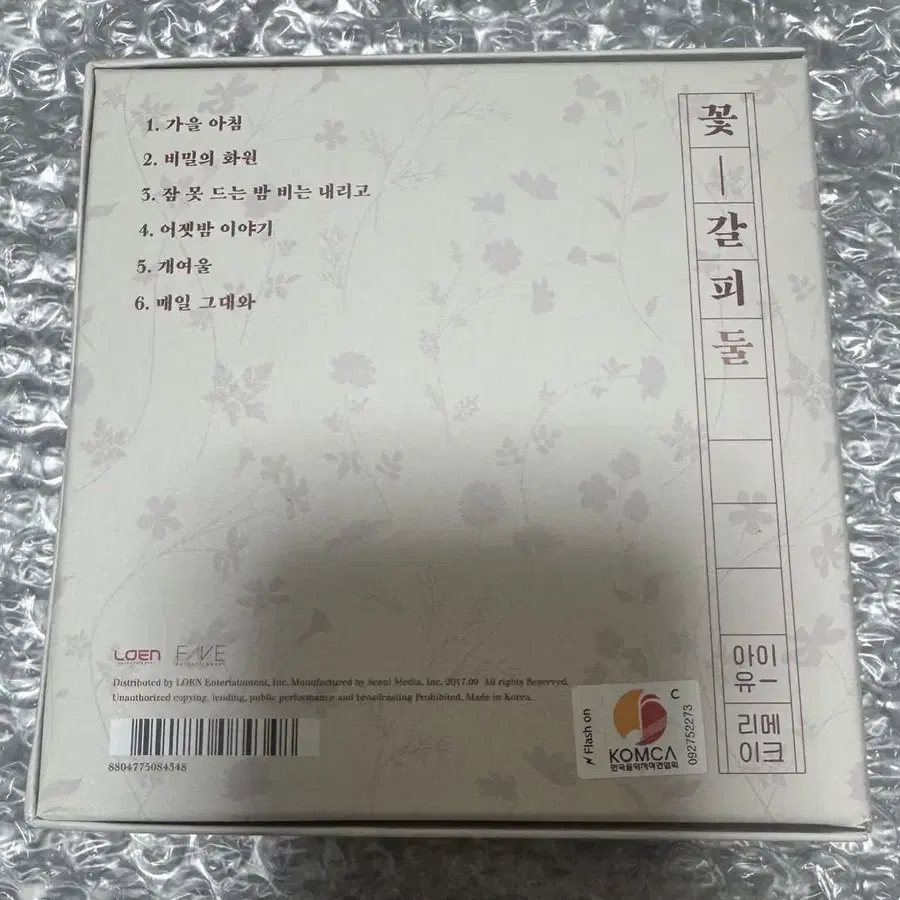 1. 가을 아침
2. 비밀의 화원
3. 잠 못 드는 밤 비는 내리고
4. 어젯밤 이야기
5. 개여울
6. 매일 그대와
꽃
—
갈
피
둘
아이
유—
리메
이크
LOEN FAVE
Distributed by LOEN Entertainment, Inc. Manufactured by Seoul Media, Inc. 2017.09 All rights Reserved.
Unauthorized copying, lending, public performance and broadcasting Prohibited. Made in Korea.
8804775084348
Flash on
KOMCA
한국음악저작권협회
C
092752273